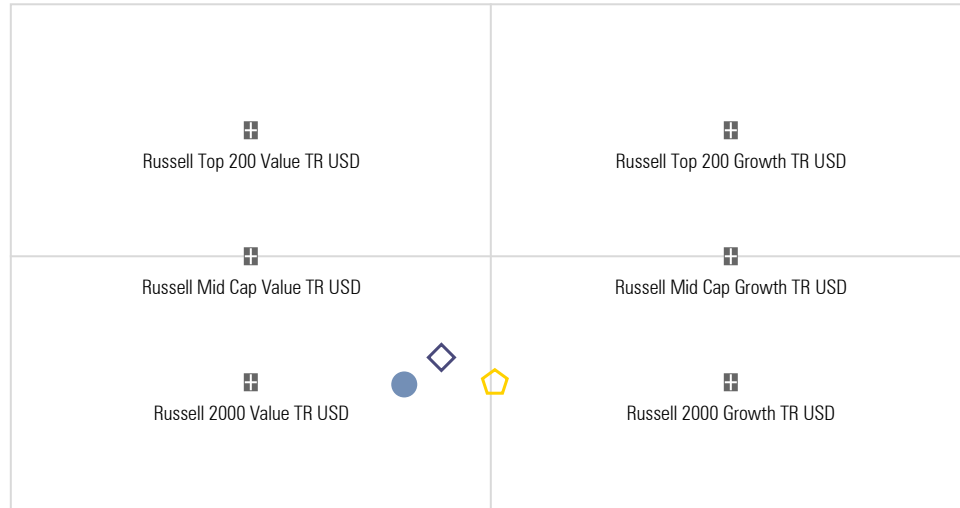 Russell Top 200 Value TR USD
Russell Top 200 Growth TR USD
Russell Mid Cap Value TR USD
Russell Mid Cap Growth TR USD
Russell 2000 Value TR USD
Russell 2000 Growth TR USD